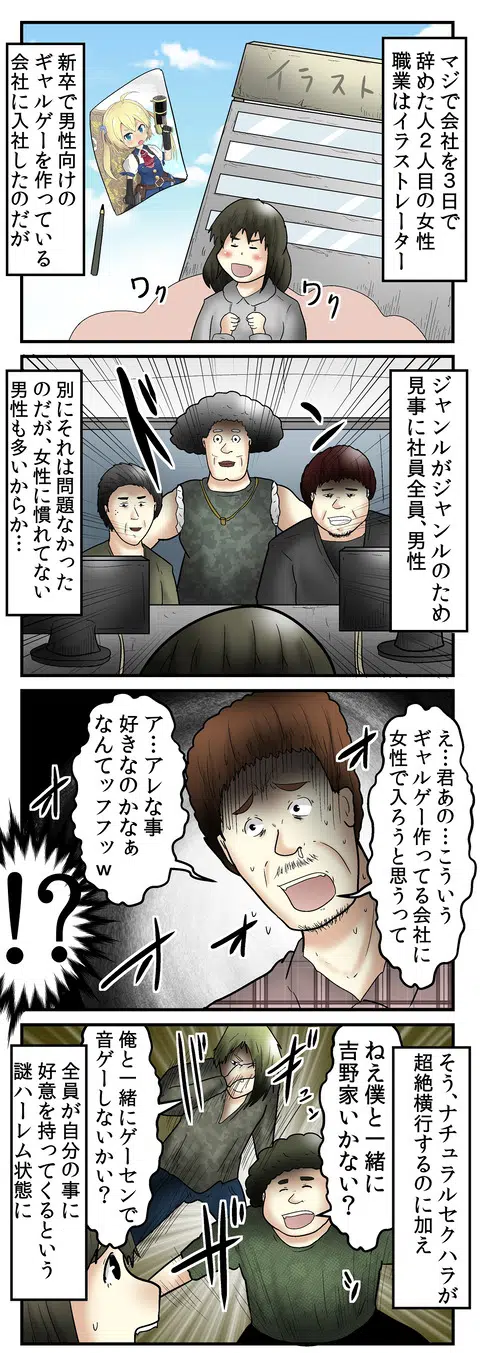 マジで会社を3日で
辞めた人2人目の女性
職業はイラストレーター
イラスト
新卒で男性向けの
ギャルゲーを作っている
会社に入社したのだが
ワク
ワク
ジャンルがジャンルのため
見事に社員全員、男性
ドン
別にそれは問題なかった
のだが、女性に慣れてない
男性も多いからか…
え…君あの…こういう
ギャルゲー作ってる会社に
女性で入ろうと思うって
オ
オ
オ
オ
ア…アレな事
好きなのかなぁ
なんてッフフッw
!?
そう、ナチュラルセクハラが
超絶横行するのに加え
ねえ僕と一緒に
吉野家いかない?
俺と一緒にゲーセンで
音ゲーしないかい?
全員が自分の事に
好意を持ってくるという
謎ハーレム状態に